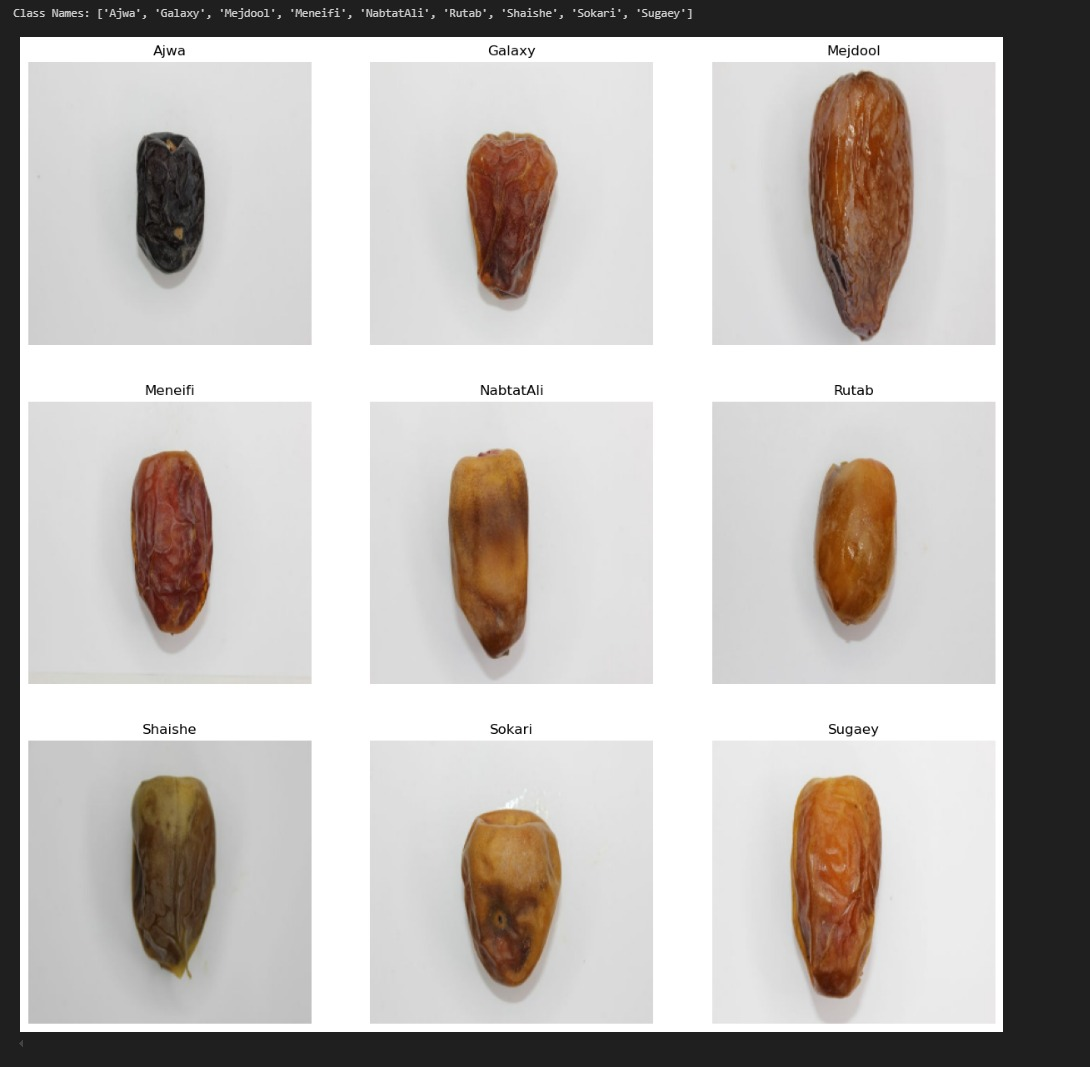 Class Names: ['Ajwa', 'Galaxy', 'Mejdool', 'Meneifi', 'NabtatAli', 'Rutab', 'Shaishe', 'Sokari', 'Sugaey']
Ajwa Galaxy Mejdool
Meneifi NabtatAli Rutab
Shaishe Sokari Sugaey